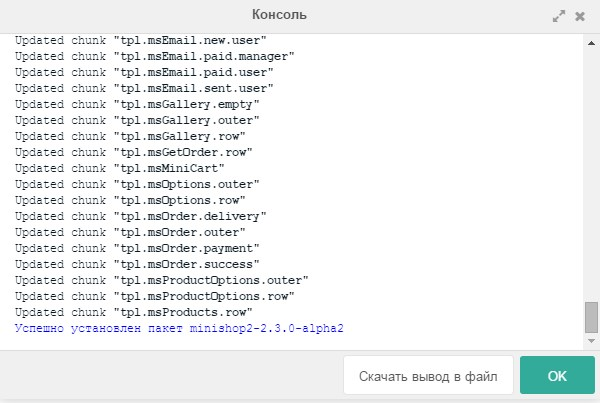 Консоль
Updated chunk "tpl.msEmail.new.user"
Updated chunk "tpl.msEmail.paid.manager"
Updated chunk "tpl.msEmail.paid.user"
Updated chunk "tpl.msEmail.sent.user"
Updated chunk "tpl.msGallery.empty"
Updated chunk "tpl.msGallery.outer"
Updated chunk "tpl.msGallery.row"
Updated chunk "tpl.msGetOrder.row"
Updated chunk "tpl.msMiniCart"
Updated chunk "tpl.msOptions.outer"
Updated chunk "tpl.msOptions.row"
Updated chunk "tpl.msOrder.delivery"
Updated chunk "tpl.msOrder.outer"
Updated chunk "tpl.msOrder.payment"
Updated chunk "tpl.msOrder.success"
Updated chunk "tpl.msProductOptions.outer"
Updated chunk "tpl.msProductOptions.row"
Updated chunk "tpl.msProducts.row"
Успешно установлен пакет minishop2-2.3.0-alpha2
Скачать вывод в файл
OK